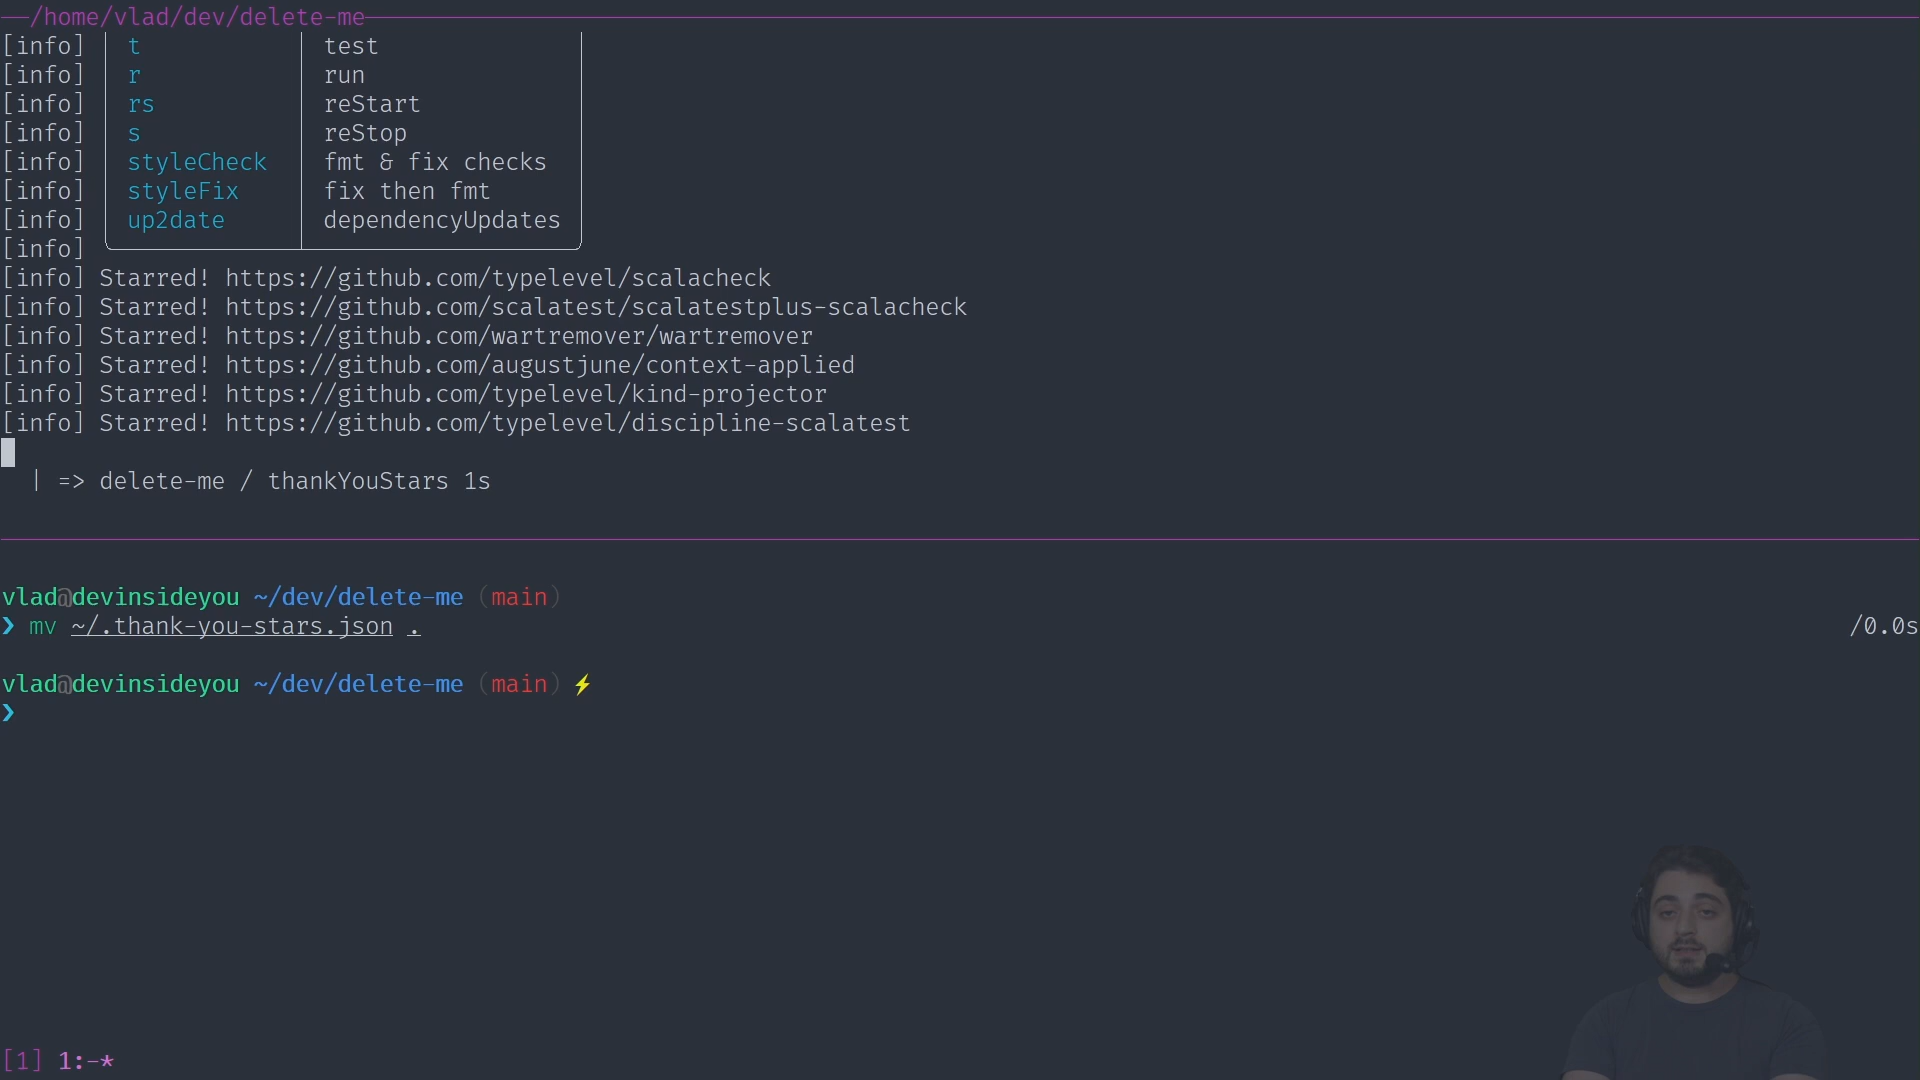 /home/vlad/dev/delete-me
[info] t test
[info] r run
[info] rs reStart
[info] s reStop
[info] styleCheck fmt & fix checks
[info] styleFix fix then fmt
[info] up2date dependencyUpdates
[info]
[info] Starred! https://github.com/typelevel/scalacheck
[info] Starred! https://github.com/scalatest/scalatestplus-scalacheck
[info] Starred! https://github.com/wartremover/wartremover
[info] Starred! https://github.com/augustjune/context-applied
[info] Starred! https://github.com/typelevel/kind-projector
[info] Starred! https://github.com/typelevel/discipline-scalatest
| => delete-me / thankYouStars 1s
vlad@devinsideyou ~/dev/delete-me (main)
❯ mv ~/.thank-you-stars.json . /0.0s
vlad@devinsideyou ~/dev/delete-me (main) ⚡
❯
[1] 1:-*